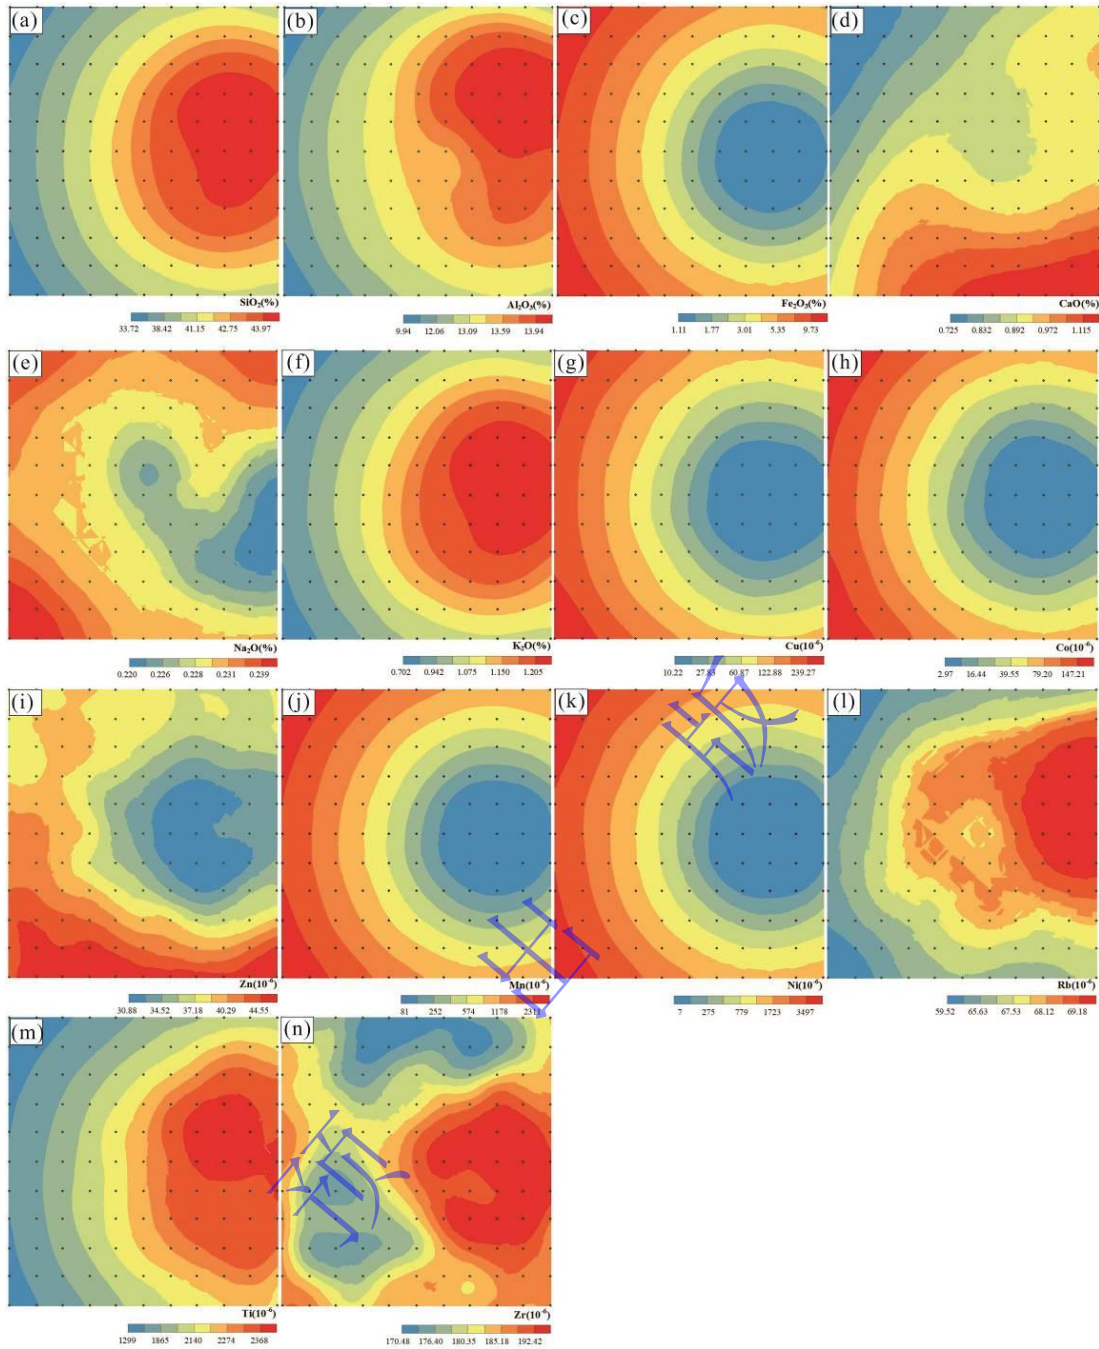 (a) (b) (c) (d)
SiO₂(%) Al₂O₃(%) Fe₂O₃(%) CaO(%)
33.72 38.42 41.15 42.75 43.97 9.94 12.06 13.09 13.59 13.94 1.11 1.77 3.01 5.35 9.73 0.725 0.832 0.892 0.972 1.115
(e) (f) (g) (h)
Na₂O(%) K₂O(%) Cu(10⁻⁶) Co(10⁻⁶)
0.220 0.226 0.228 0.231 0.239 0.702 0.942 1.075 1.150 1.205 10.22 27.83 60.87 122.88 239.27 2.97 16.44 39.55 79.20 147.21
(i) (j) (k) (l)
Zn(10⁻⁶) Mn(10⁻⁶) Ni(10⁻⁶) Rb(10⁻⁶)
30.88 34.52 37.18 40.29 44.55 81 252 574 1178 2311 7 275 779 1723 3497 59.52 65.63 67.53 68.12 69.18
(m) (n)
Ti(10⁻⁶) Zr(10⁻⁶)
1299 1865 2140 2274 2368 170.48 176.40 180.35 185.18 192.42